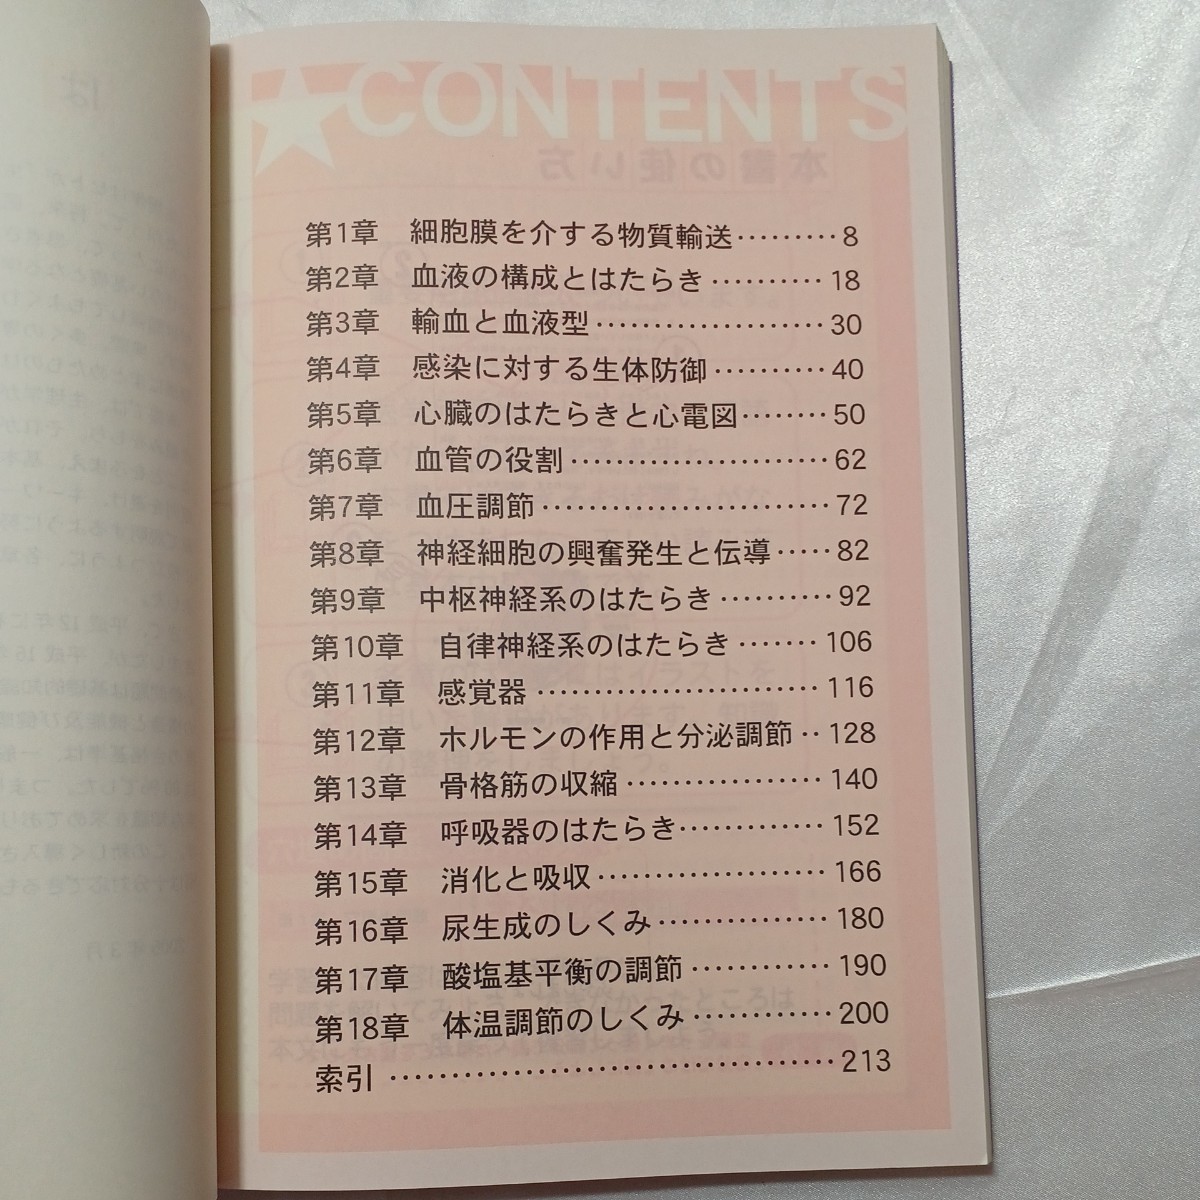 ★CONTENTS
第1章 細胞膜を介する物質輸送………8
第2章 血液の構成とはたらき…………18
第3章 輸血と血液型…………………30
第4章 感染に対する生体防御…………40
第5章 心臓のはたらきと心電図………50
第6章 血管の役割……………………62
第7章 血圧調節………………………72
第8章 神経細胞の興奮発生と伝導……82
第9章 中枢神経系のはたらき…………92
第10章 自律神経系のはたらき………106
第11章 感覚器………………………116
第12章 ホルモンの作用と分泌調節‥128
第13章 骨格筋の収縮………………140
第14章 呼吸器のはたらき…………152
第15章 消化と吸収…………………166
第16章 尿生成のしくみ……………180
第17章 酸塩基平衡の調節…………190
第18章 体温調節のしくみ…………200
索引…………………………………213